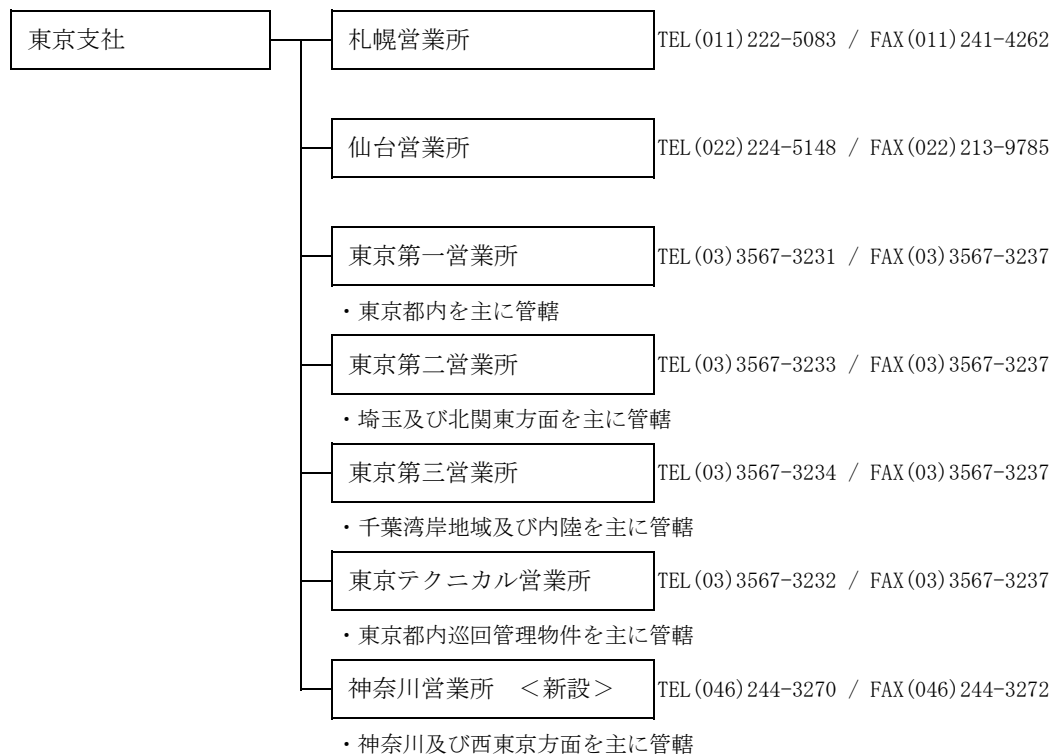 東京支社
札幌営業所 TEL(011)222-5083 / FAX(011)241-4262
仙台営業所 TEL(022)224-5148 / FAX(022)213-9785
東京第一営業所 TEL(03)3567-3231 / FAX(03)3567-3237
・東京都内を主に管轄
東京第二営業所 TEL(03)3567-3233 / FAX(03)3567-3237
・埼玉及び北関東方面を主に管轄
東京第三営業所 TEL(03)3567-3234 / FAX(03)3567-3237
・千葉湾岸地域及び内陸を主に管轄
東京テクニカル営業所 TEL(03)3567-3232 / FAX(03)3567-3237
・東京都内巡回管理物件を主に管轄
神奈川営業所 <新設> TEL(046)244-3270 / FAX(046)244-3272
・神奈川及び西東京方面を主に管轄